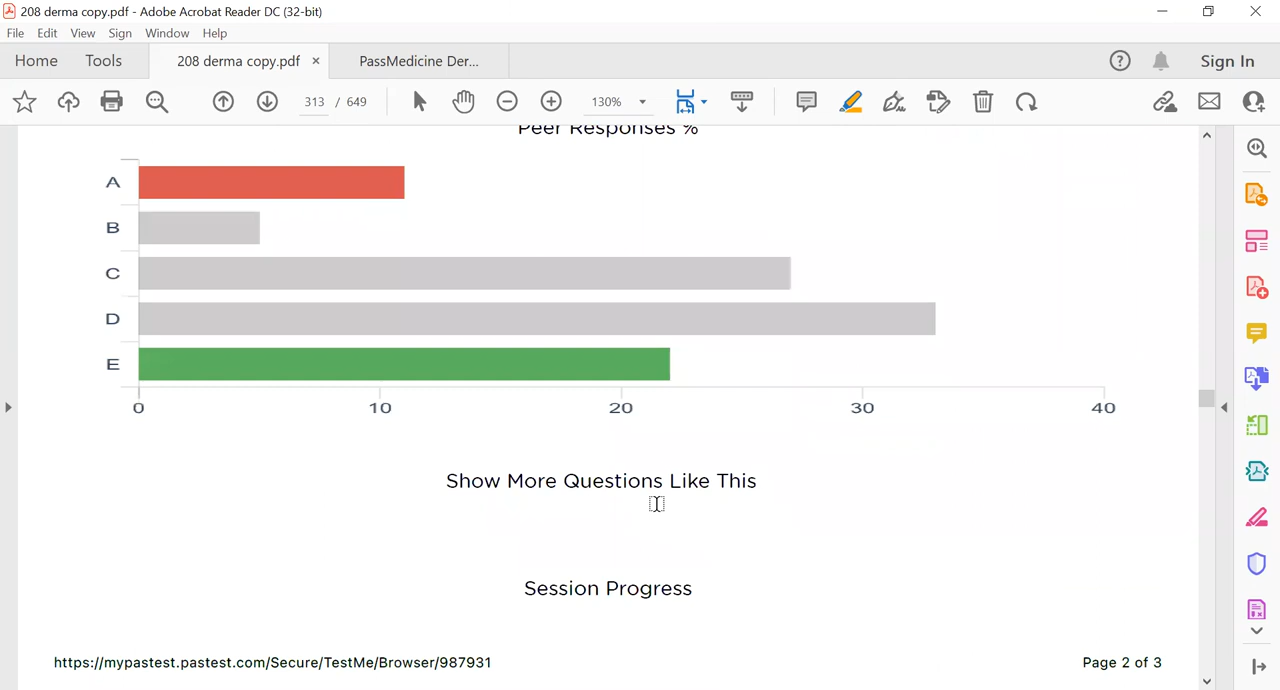 208 derma copy.pdf - Adobe Acrobat Reader DC (32-bit)
File Edit View Sign Window Help
Home Tools 208 derma copy.pdf × PassMedicine Der... Sign In
313 / 649 130%
Peer Responses %
A
B
C
D
E
0 10 20 30 40
Show More Questions Like This
Session Progress
https://mypastest.pastest.com/Secure/TestMe/Browser/987931 Page 2 of 3